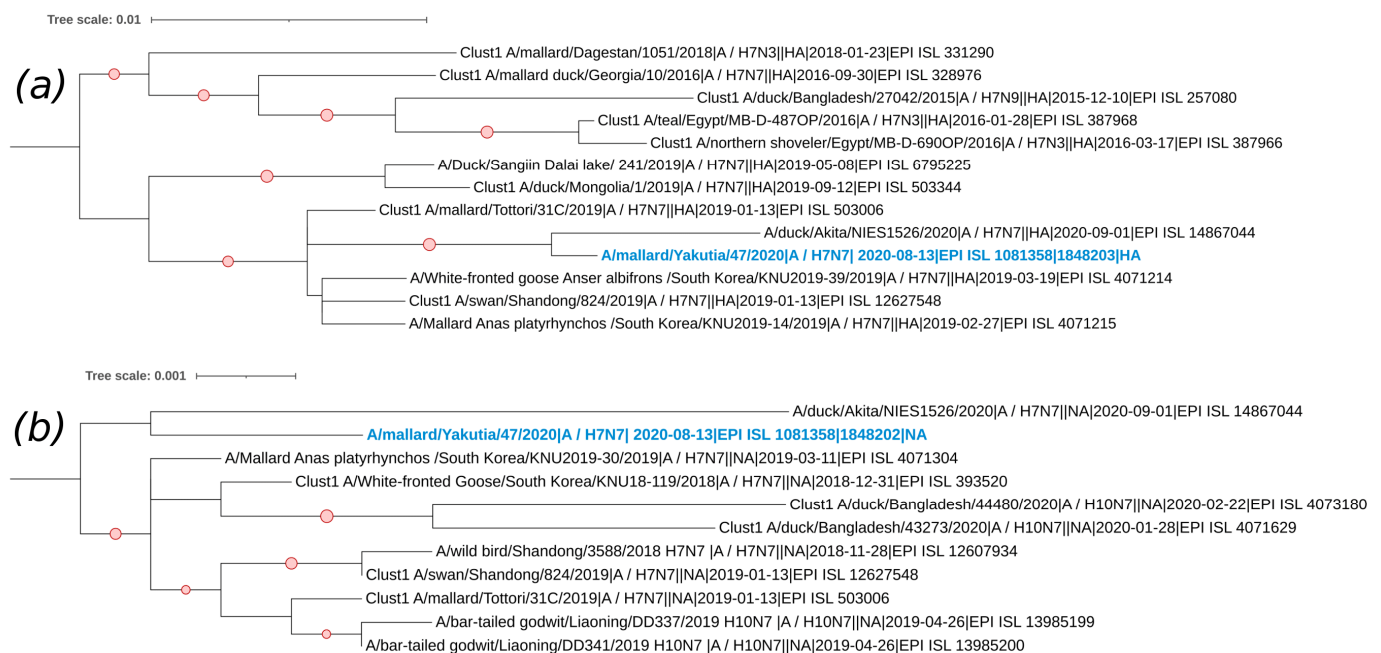 Tree scale: 0.01
(a)
Clust1 A/mallard/Dagestan/1051/2018|A / H7N3||HA|2018-01-23|EPI ISL 331290
Clust1 A/mallard duck/Georgia/10/2016|A / H7N7||HA|2016-09-30|EPI ISL 328976
Clust1 A/duck/Bangladesh/27042/2015|A / H7N9||HA|2015-12-10|EPI ISL 257080
Clust1 A/teal/Egypt/MB-D-487OP/2016|A / H7N3||HA|2016-01-28|EPI ISL 387968
Clust1 A/northern shoveler/Egypt/MB-D-690OP/2016|A / H7N3||HA|2016-03-17|EPI ISL 387966
A/Duck/Sangiin Dalai lake/ 241/2019|A / H7N7||HA|2019-05-08|EPI ISL 6795225
Clust1 A/duck/Mongolia/1/2019|A / H7N7||HA|2019-09-12|EPI ISL 503344
Clust1 A/mallard/Tottori/31C/2019|A / H7N7||HA|2019-01-13|EPI ISL 503006
A/duck/Akita/NIES1526/2020|A / H7N7||HA|2020-09-01|EPI ISL 14867044
A/mallard/Yakutia/47/2020|A / H7N7| 2020-08-13|EPI ISL 1081358|1848203|HA
A/White-fronted goose Anser albifrons /South Korea/KNU2019-39/2019|A / H7N7||HA|2019-03-19|EPI ISL 4071214
Clust1 A/swan/Shandong/824/2019|A / H7N7||HA|2019-01-13|EPI ISL 12627548
A/Mallard Anas platyrhynchos /South Korea/KNU2019-14/2019|A / H7N7||HA|2019-02-27|EPI ISL 4071215
Tree scale: 0.001
(b)
A/duck/Akita/NIES1526/2020|A / H7N7||NA|2020-09-01|EPI ISL 14867044
A/mallard/Yakutia/47/2020|A / H7N7| 2020-08-13|EPI ISL 1081358|1848202|NA
A/Mallard Anas platyrhynchos /South Korea/KNU2019-30/2019|A / H7N7||NA|2019-03-11|EPI ISL 4071304
Clust1 A/White-fronted Goose/South Korea/KNU18-119/2018|A / H7N7||NA|2018-12-31|EPI ISL 393520
Clust1 A/duck/Bangladesh/44480/2020|A / H10N7||NA|2020-02-22|EPI ISL 4073180
Clust1 A/duck/Bangladesh/43273/2020|A / H10N7||NA|2020-01-28|EPI ISL 4071629
A/wild bird/Shandong/3588/2018 H7N7 |A / H7N7||NA|2018-11-28|EPI ISL 12607934
Clust1 A/swan/Shandong/824/2019|A / H7N7||NA|2019-01-13|EPI ISL 12627548
Clust1 A/mallard/Tottori/31C/2019|A / H7N7||NA|2019-01-13|EPI ISL 503006
A/bar-tailed godwit/Liaoning/DD337/2019 H10N7 |A / H10N7||NA|2019-04-26|EPI ISL 13985199
A/bar-tailed godwit/Liaoning/DD341/2019 H10N7 |A / H10N7||NA|2019-04-26|EPI ISL 13985200